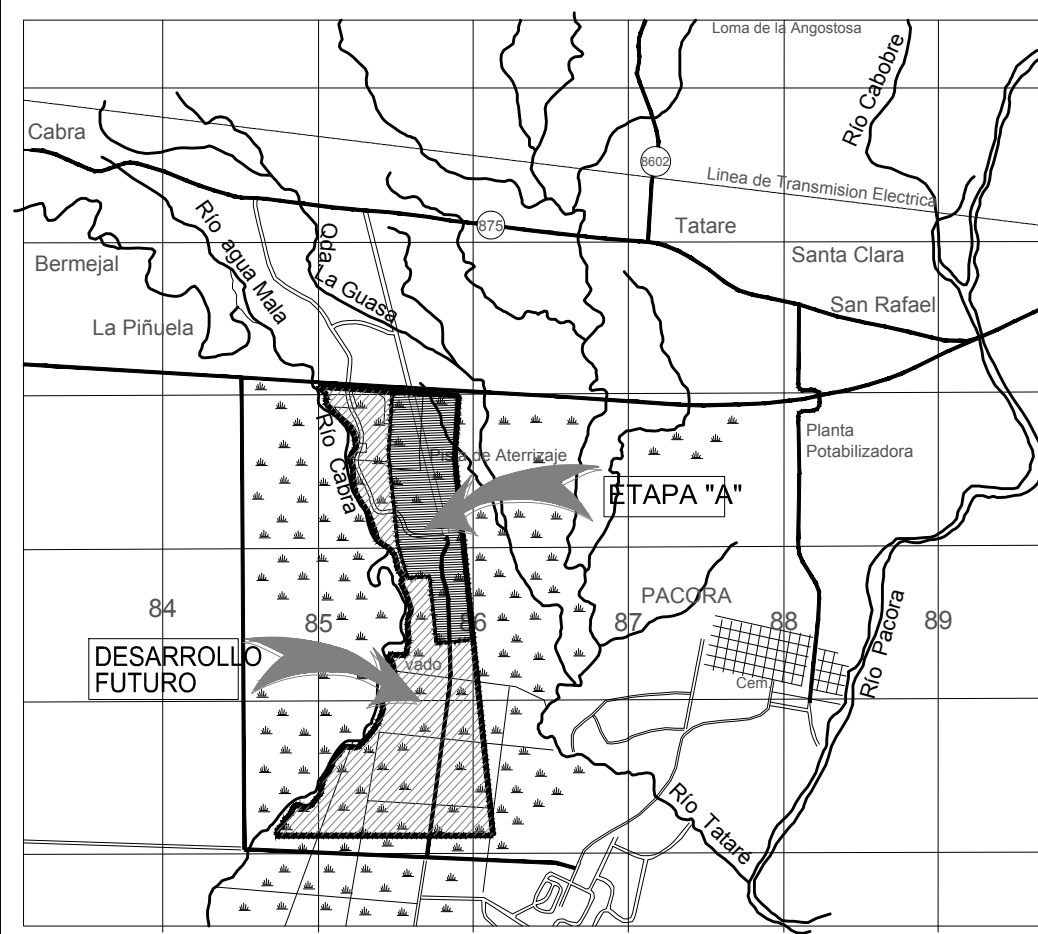 Loma de la Angostosa
Río Cabobre
Cabra
8602
Linea de Transmision Electrica
Río agua Mala
Qda
La Guasa
875
Tatare
Santa Clara
Bermejal
San Rafael
La Piñuela
Río Cabra
Planta
Potabilizadora
Pista de Aterrizaje
ETAPA "A"
84
85
86
87
88
89
PACORA
Río Pacora
DESARROLLO
FUTURO
vado
Cem.
Río Tataré